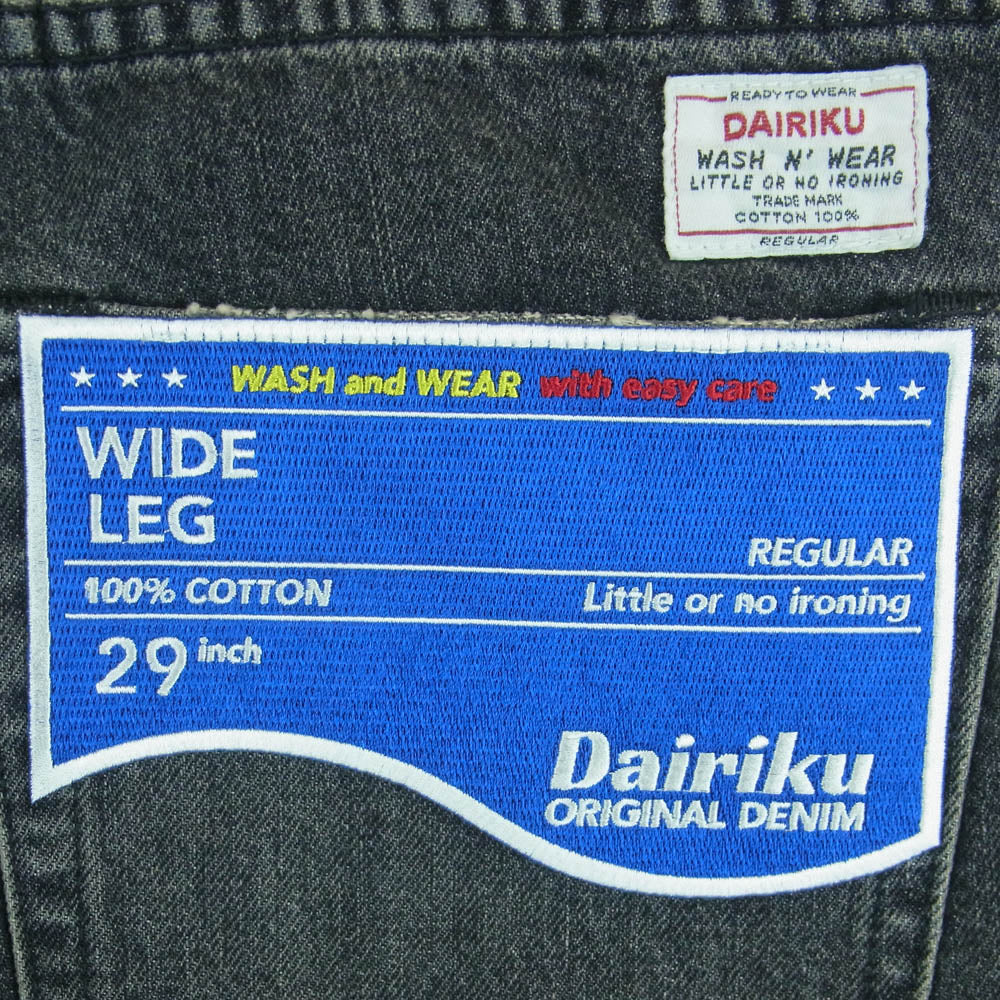 READY TO WEAR
DAIRIKU
WASH N' WEAR
LITTLE OR NO IRONING
TRADE MARK
COTTON 100%
REGULAR
WASH and WEAR with easy care
WIDE
LEG
REGULAR
100% COTTON Little or no ironing
29 inch
Dairiku
ORIGINAL DENIM